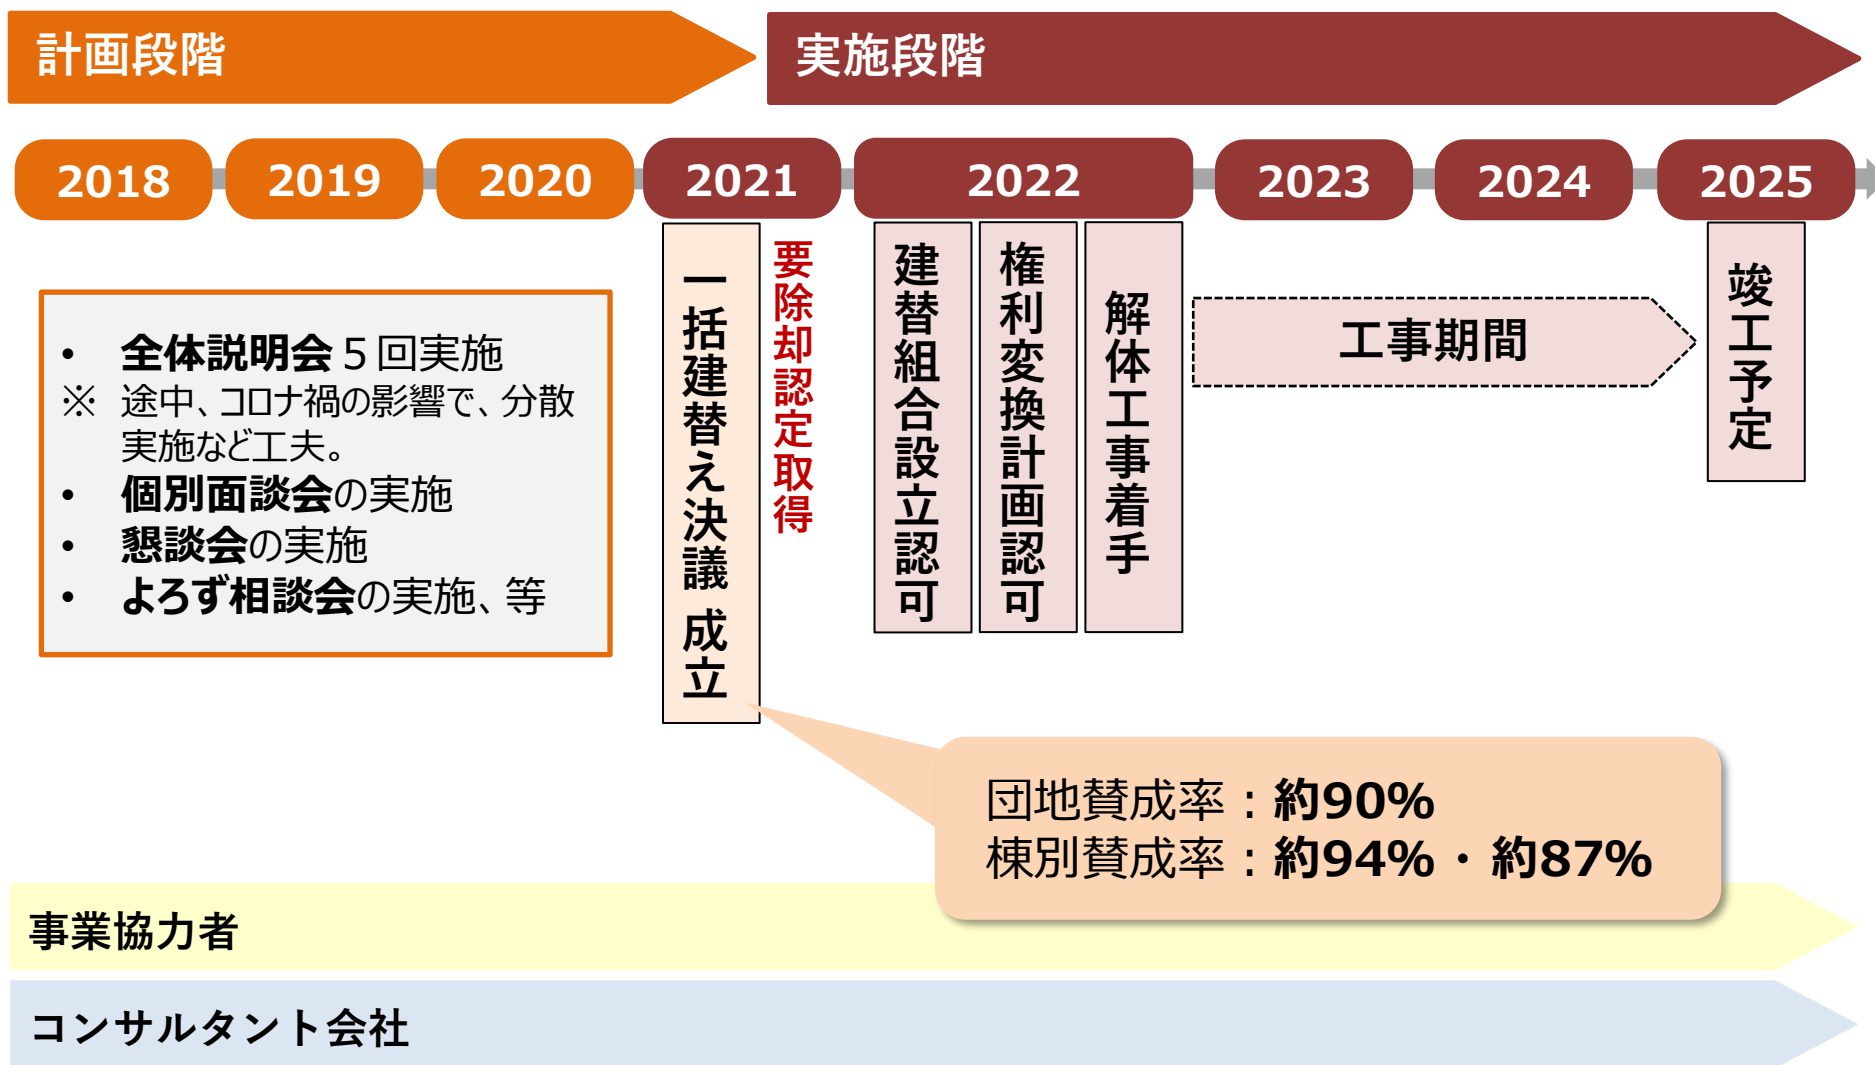 計画段階
実施段階
2018
2019
2020
2021
2022
2023
2024
2025
• 全体説明会５回実施
※ 途中、コロナ禍の影響で、分散
実施など工夫。
• 個別面談会の実施
• 懇談会の実施
• よろず相談会の実施、等
一括建替え決議 成立
要除却認定取得
建替組合設立認可
権利変換計画認可
解体工事着手
工事期間
竣工予定
団地賛成率：約90%
棟別賛成率：約94%・約87%
事業協力者
コンサルタント会社